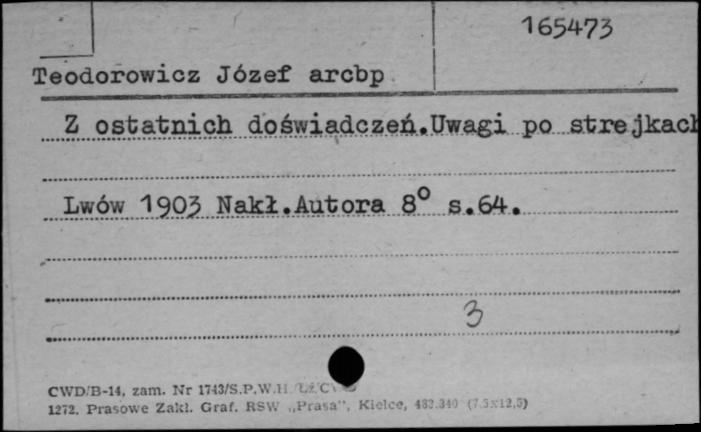 165473
Teodorowicz Józef arcbp
Z ostatnich doświadczeń.Uwagi po strejkach
Lwów 1903 Nakł.Autora 8° s.64.
3
CWD/B-14, zam. Nr 1743/S.P.W.H.
1272. Prasowe Zakł. Graf. RSW „Prasa", Kielce, 482.340 (7.5x12,5)